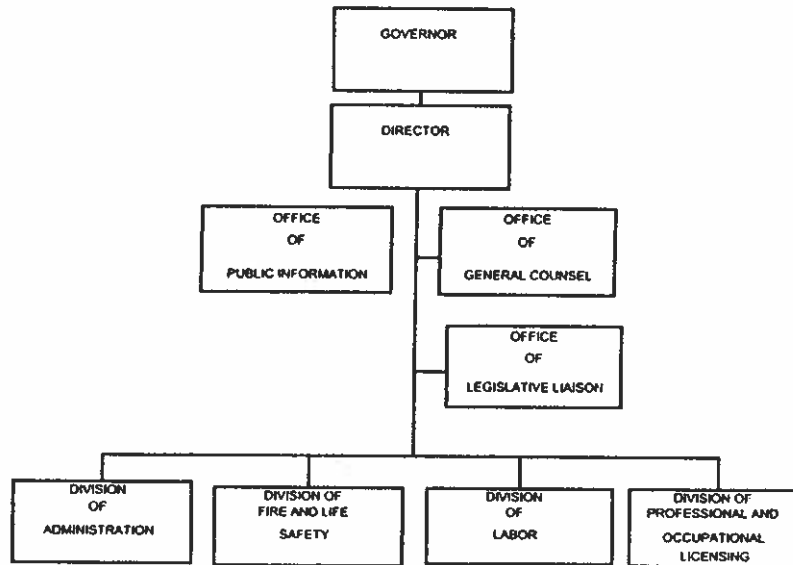 GOVERNOR
DIRECTOR
OFFICE
OF
PUBLIC INFORMATION
OFFICE
OF
GENERAL COUNSEL
OFFICE
OF
LEGISLATIVE LIAISON
DIVISION
OF
ADMINISTRATION
DIVISION OF
FIRE AND LIFE
SAFETY
DIVISION
OF
LABOR
DIVISION OF
PROFESSIONAL AND
OCCUPATIONAL
LICENSING